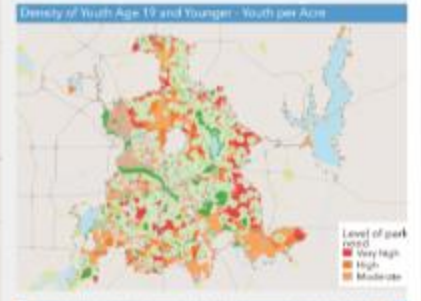 Density of Youth Age 19 and Younger - Youth per Acre
Level of park
need
Very high
High
Moderate